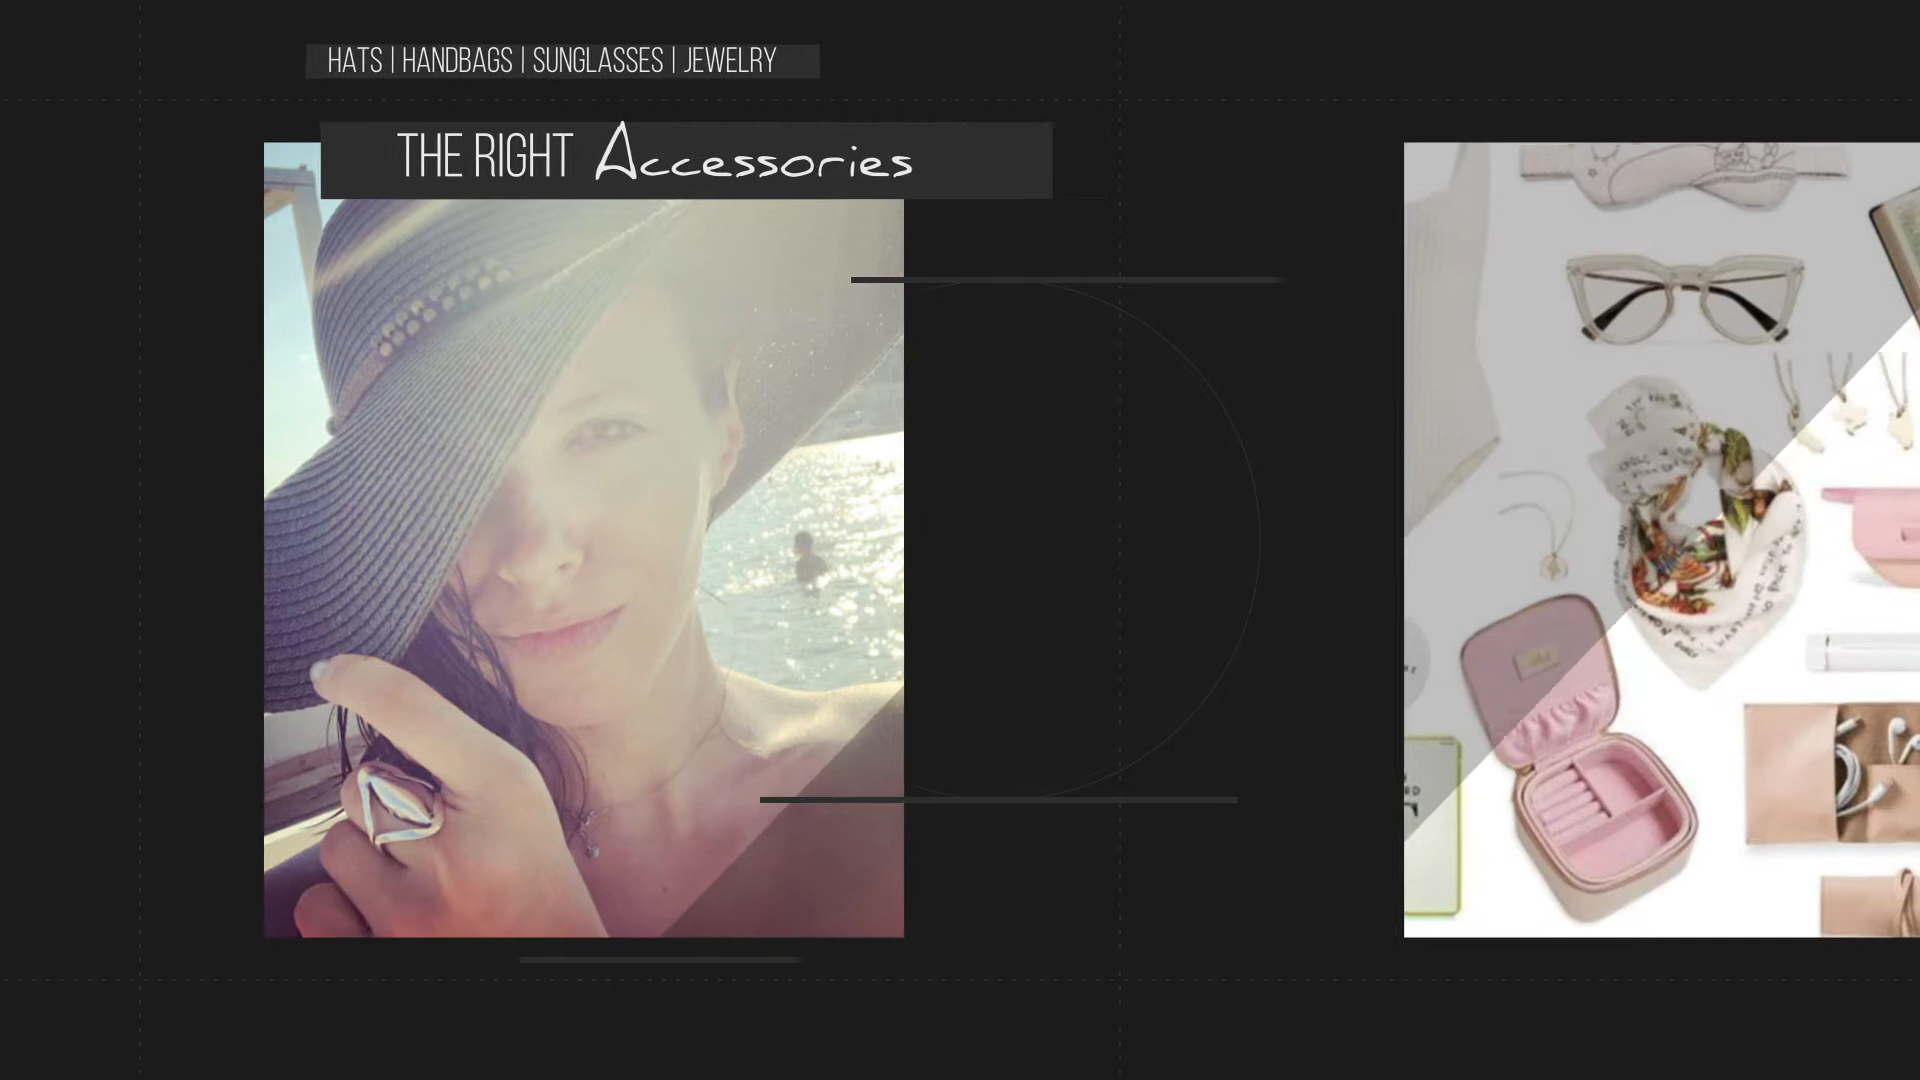 HATS | HANDBAGS | SUNGLASSES | JEWELRY
THE RIGHT Accessories